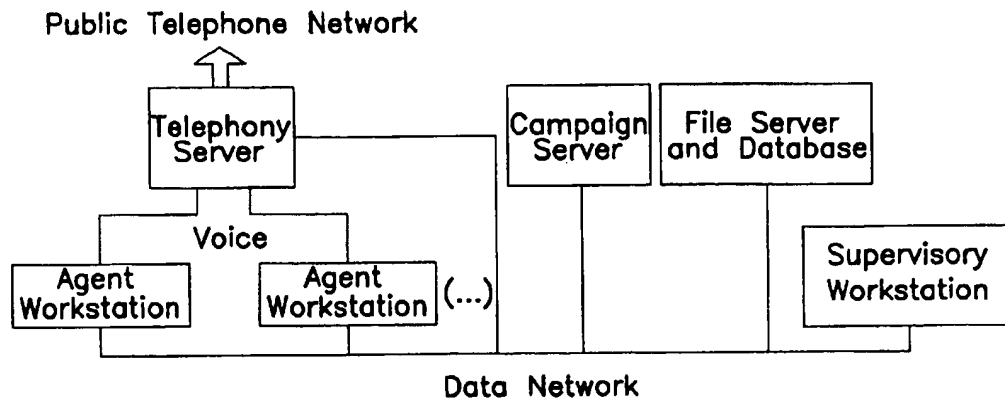 Public Telephone Network
Telephony
Server
Campaign
Server
File Server
and Database
Voice
Agent
Workstation
Agent
Workstation
(...)
Supervisory
Workstation
Data Network